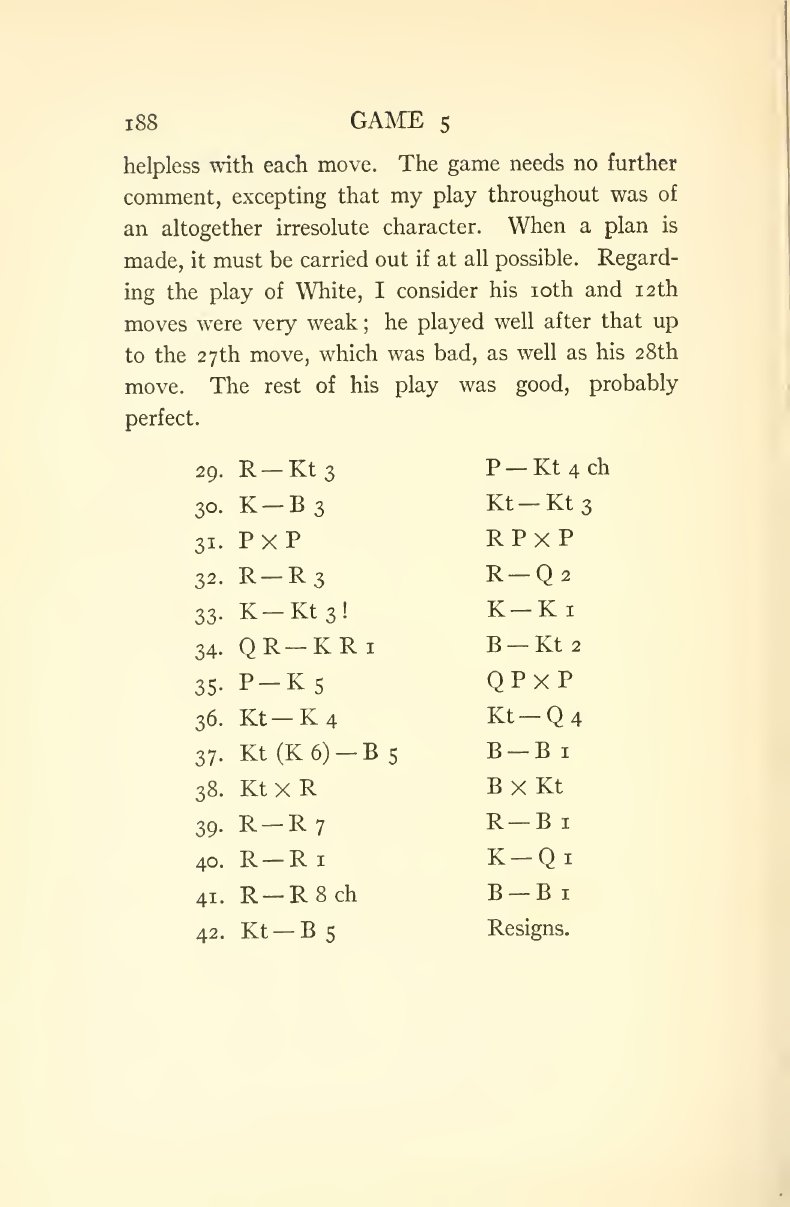 188 GAME 5
helpless with each move. The game needs no further
comment, excepting that my play throughout was of
an altogether irresolute character. When a plan is
made, it must be carried out if at all possible. Regard-
ing the play of White, I consider his 10th and 12th
moves were very weak; he played well after that up
to the 27th move, which was bad, as well as his 28th
move. The rest of his play was good, probably
perfect.
29. R—Kt 3 P—Kt 4 ch
30. K—B 3 Kt—Kt 3
31. P × P R P × P
32. R—R 3 R—Q 2
33. K—Kt 3! K—K 1
34. Q R—K R 1 B—Kt 2
35. P—K 5 Q P × P
36. Kt—K 4 Kt—Q 4
37. Kt (K 6)—B 5 B—B 1
38. Kt × R B × Kt
39. R—R 7 R—B 1
40. R—R 1 K—Q 1
41. R—R 8 ch B—B 1
42. Kt—B 5 Resigns.